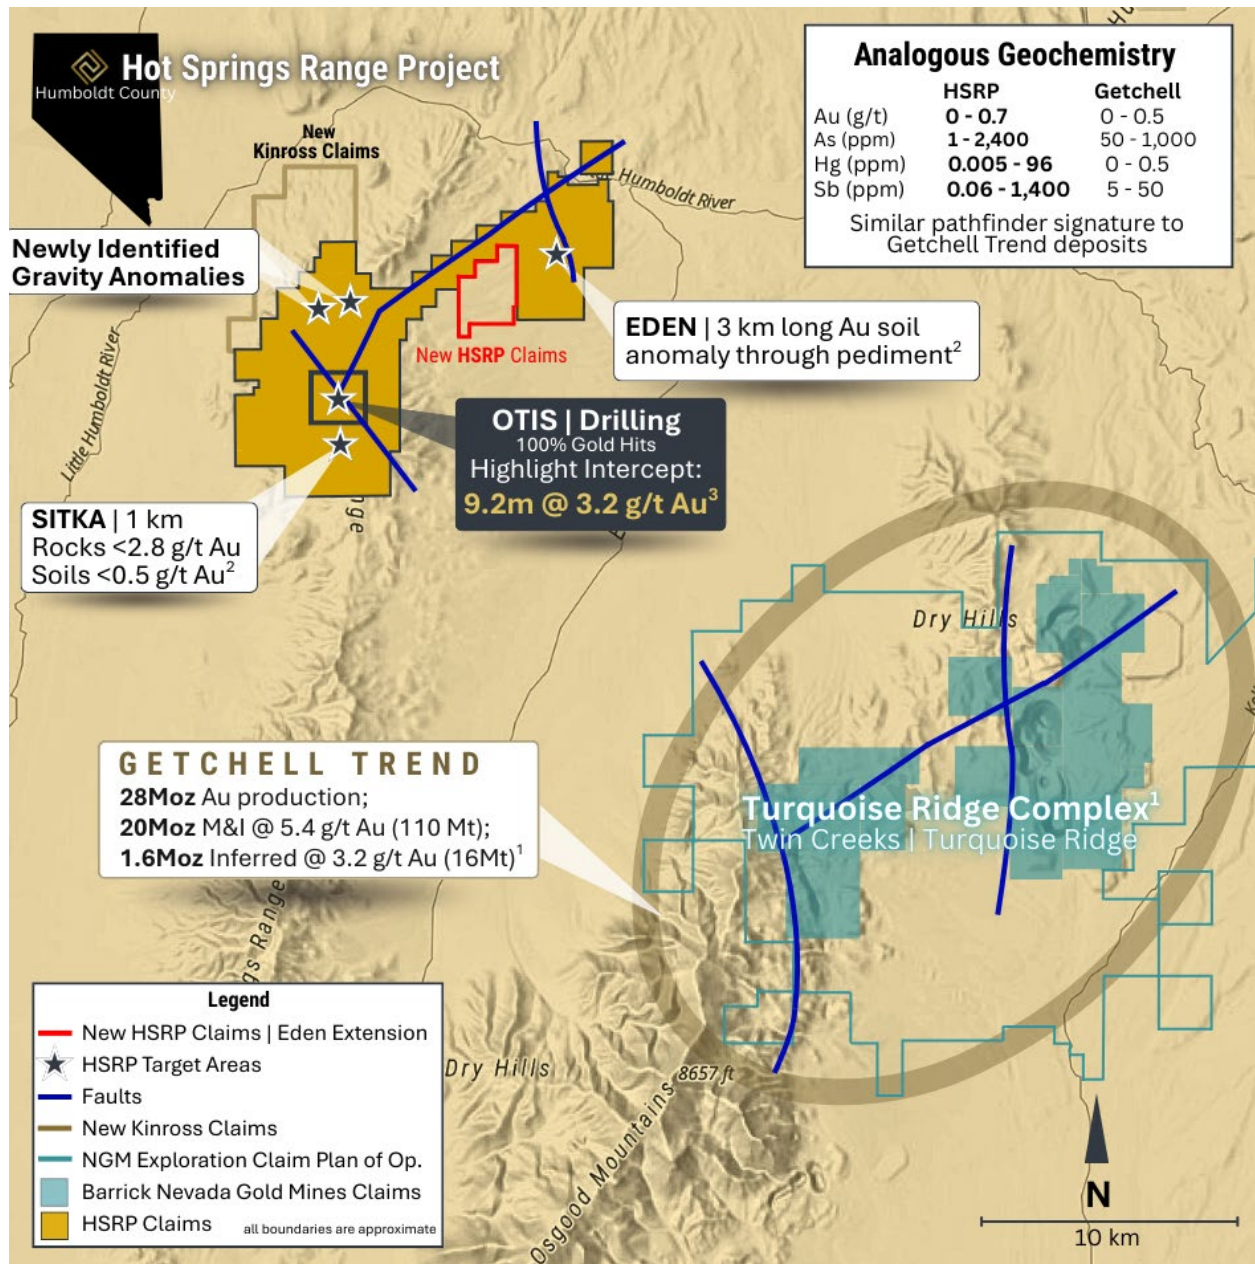 Hot Springs Range Project
Humboldt County
New
Kinross Claims
Analogous Geochemistry
HSRP Getchell
Au (g/t) 0 - 0.7 0 - 0.5
As (ppm) 1 - 2,400 50 - 1,000
Hg (ppm) 0.005 - 96 0 - 0.5
Sb (ppm) 0.06 - 1,400 5 - 50
Similar pathfinder signature to
Getchell Trend deposits
Humboldt River
Newly Identified
Gravity Anomalies
Little Humboldt River
New HSRP Claims
EDEN | 3 km long Au soil
anomaly through pediment²
OTIS | Drilling
100% Gold Hits
Highlight Intercept:
9.2m @ 3.2 g/t Au³
SITKA | 1 km
Rocks <2.8 g/t Au
Soils <0.5 g/t Au²
nge
Dry Hills
GETCHELL TREND
28Moz Au production;
20Moz M&I @ 5.4 g/t Au (110 Mt);
1.6Moz Inferred @ 3.2 g/t Au (16Mt)¹
Turquoise Ridge Complex¹
Twin Creeks | Turquoise Ridge
gs Range
Legend
New HSRP Claims | Eden Extension
HSRP Target Areas
Faults
New Kinross Claims
NGM Exploration Claim Plan of Op.
Barrick Nevada Gold Mines Claims
HSRP Claims all boundaries are approximate
Dry Hills
8657 ft
Osgood Mountains
N
10 km